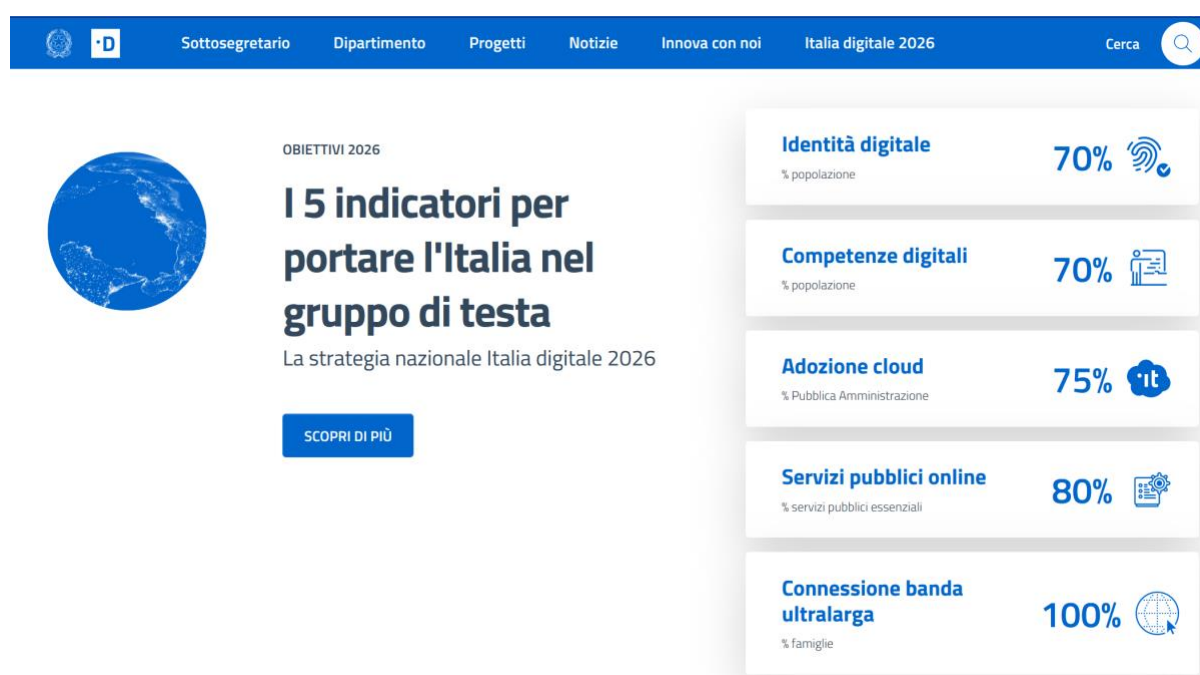 ·D
Sottosegretario
Dipartimento
Progetti
Notizie
Innova con noi
Italia digitale 2026
Cerca
OBIETTIVI 2026
I 5 indicatori per
portare l'Italia nel
gruppo di testa
La strategia nazionale Italia digitale 2026
SCOPRI DI PIÙ
Identità digitale
% popolazione
70%
Competenze digitali
% popolazione
70%
Adozione cloud
% Pubblica Amministrazione
75%
·it
Servizi pubblici online
% servizi pubblici essenziali
80%
Connessione banda
ultralarga
% famiglie
100%